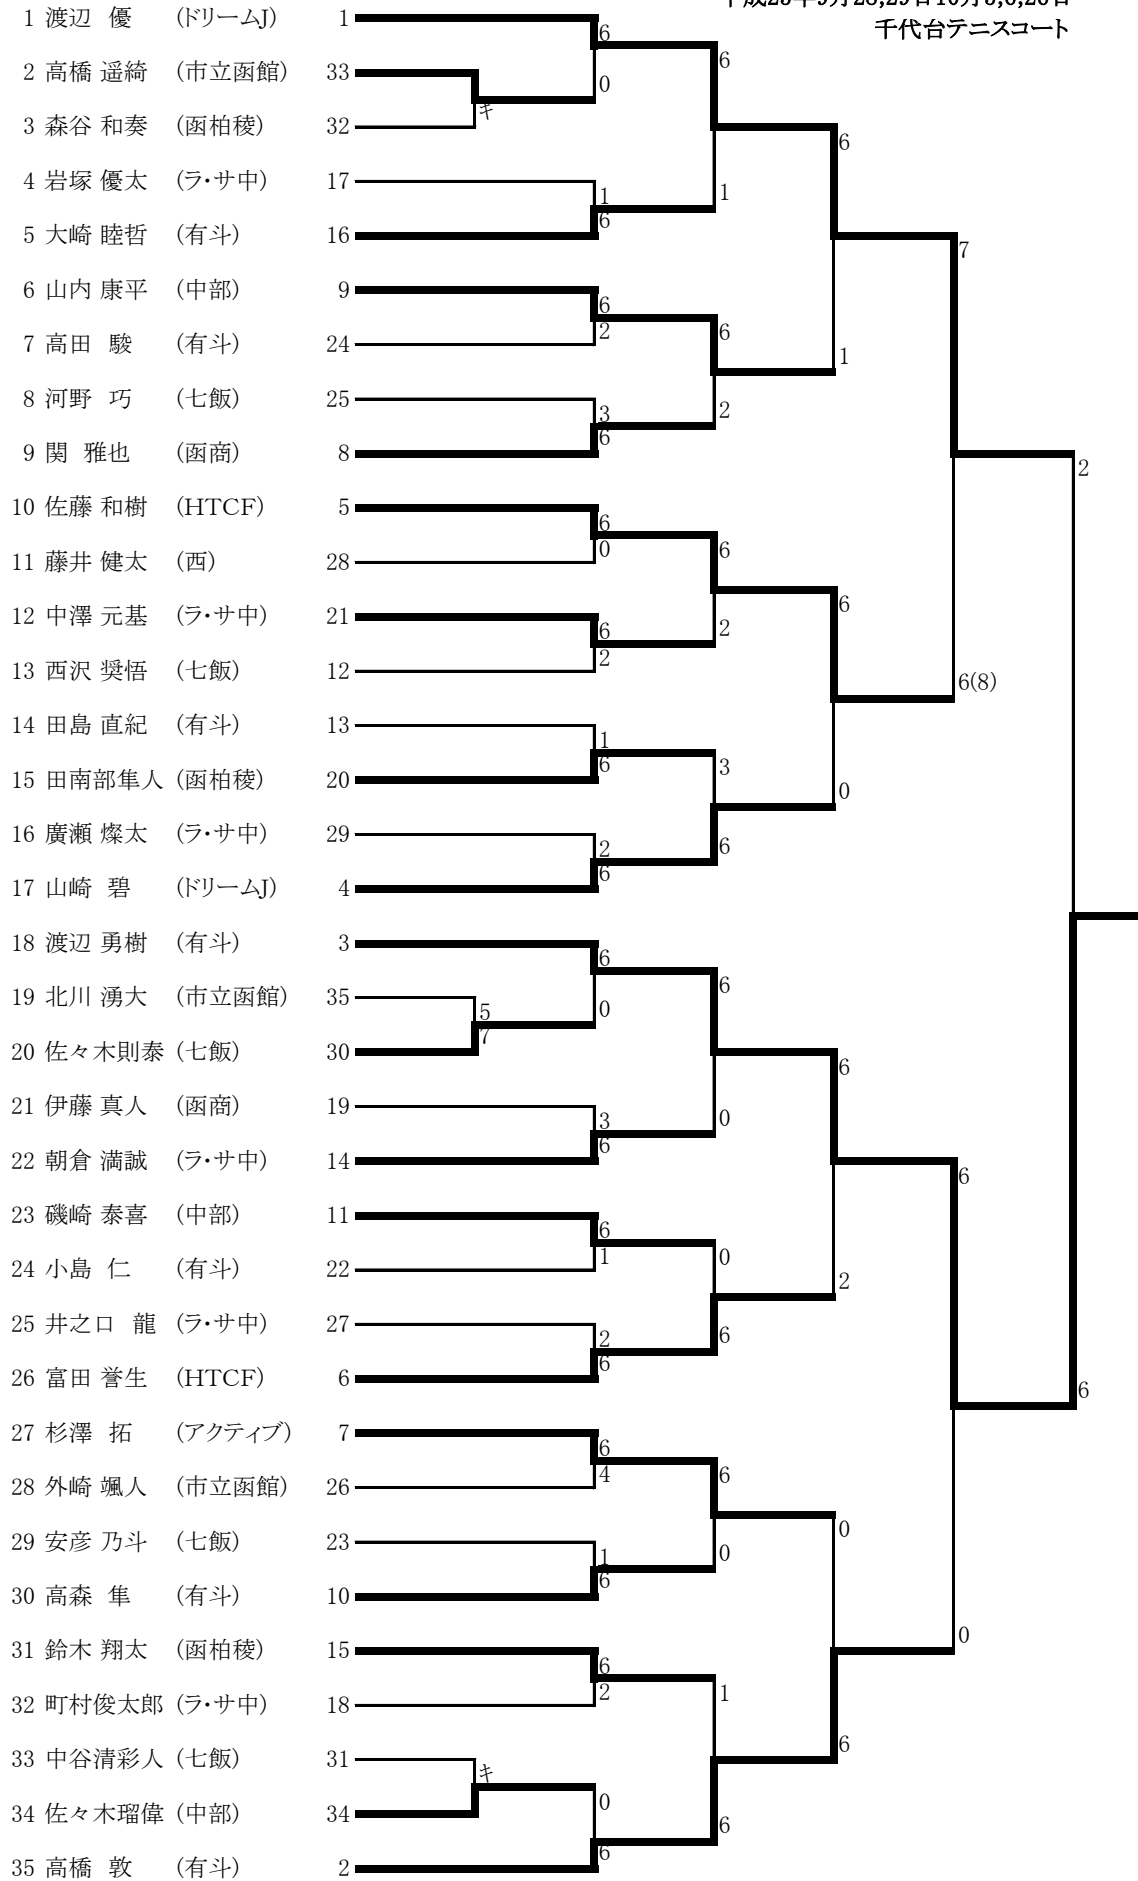 千代台テニスコート
1 渡辺 優 (ドリームJ) 1
2 高橋 遥綺 (市立函館) 33
3 森谷 和奏 (函柏稜) 32
4 岩塚 優太 (ラ・サ中) 17
5 大崎 睦哲 (有斗) 16
6 山内 康平 (中部) 9
7 高田 駿 (有斗) 24
8 河野 巧 (七飯) 25
9 関 雅也 (函商) 8
10 佐藤 和樹 (HTCF) 5
11 藤井 健太 (西) 28
12 中澤 元基 (ラ・サ中) 21
13 西沢 奨悟 (七飯) 12
14 田島 直紀 (有斗) 13
15 田南部隼人 (函柏稜) 20
16 廣瀬 燦太 (ラ・サ中) 29
17 山崎 碧 (ドリームJ) 4
18 渡辺 勇樹 (有斗) 3
19 北川 湧大 (市立函館) 35
20 佐々木則泰 (七飯) 30
21 伊藤 真人 (函商) 19
22 朝倉 満誠 (ラ・サ中) 14
23 磯崎 泰喜 (中部) 11
24 小島 仁 (有斗) 22
25 井之口 龍 (ラ・サ中) 27
26 富田 誉生 (HTCF) 6
27 杉澤 拓 (アクティブ) 7
28 外崎 颯人 (市立函館) 26
29 安彦 乃斗 (七飯) 23
30 高森 隼 (有斗) 10
31 鈴木 翔太 (函柏稜) 15
32 町村俊太郎 (ラ・サ中) 18
33 中谷清彩人 (七飯) 31
34 佐々木瑠偉 (中部) 34
35 高橋 敦 (有斗) 2
キ
5
7
キ
6
0
1
6
6
2
3
6
6
0
6
2
1
6
2
6
6
0
3
6
6
1
2
6
6
4
1
6
6
2
0
6
6
1
6
2
6
2
3
6
6
0
0
6
6
0
1
6
6
1
6
0
6
2
0
6
7
6(8)
6
0
2
6